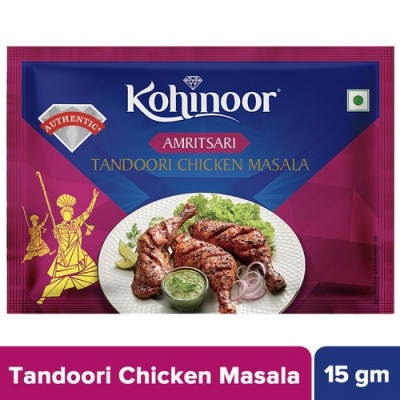 Kohinoor®
AUTHENTIC*
AMRITSARI
TANDOORI CHICKEN MASALA
Tandoori Chicken Masala
15 gm